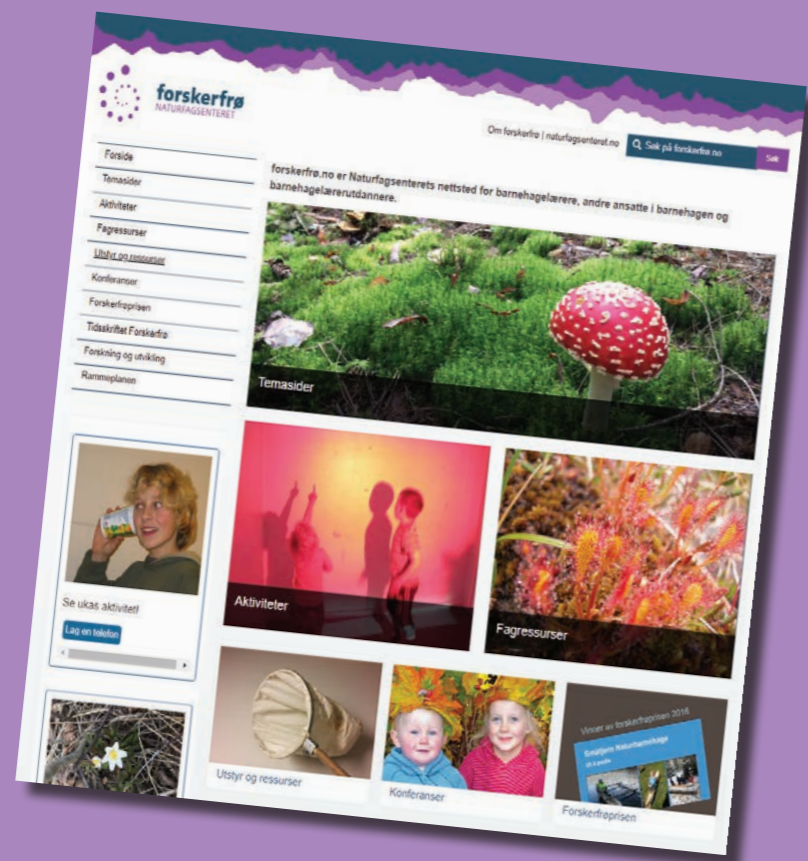 forskerfrø
NATURFAGSENTERET
Om forskerfrø | naturfagsenteret.no
Søk på forskerfrø.no
Søk
Forside
Temasider
Aktiviteter
Fagressurser
Utstyr og ressurser
Konferanser
Forskerfrøprisen
Tidsskriftet Forskerfrø
Forskning og utvikling
Rammeplanen
forskerfrø.no er Naturfagsenterets nettsted for barnehagelærere, andre ansatte i barnehagen og
barnehagelærerutdannere.
Temasider
Aktiviteter
Fagressurser
Se ukas aktivitet!
Lag en telefon
Utstyr og ressurser
Konferanser
Vinner av forskerfrøprisen 2016
Småtjern Naturbarnehage
Forskerfrøprisen